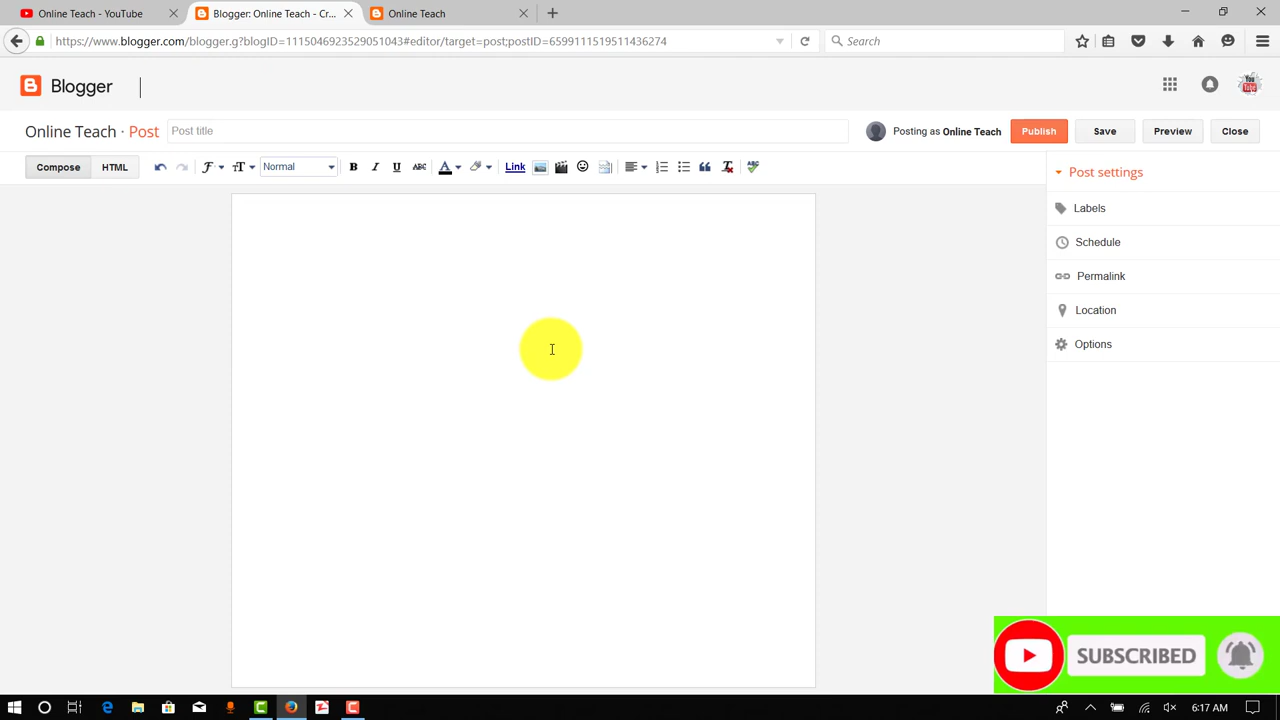 Online Teach - YouTube
Blogger: Online Teach - Cr...
Online Teach
https://www.blogger.com/blogger.g?blogID=1115046923529051043#editor/target=post;postID=6599111519511436274
Search
Blogger
Online Teach · Post
Post title
Posting as Online Teach
Publish
Save
Preview
Close
Compose
HTML
Normal
B I U ABC A Link
Post settings
Labels
Schedule
Permalink
Location
Options
SUBSCRIBED
6:17 AM